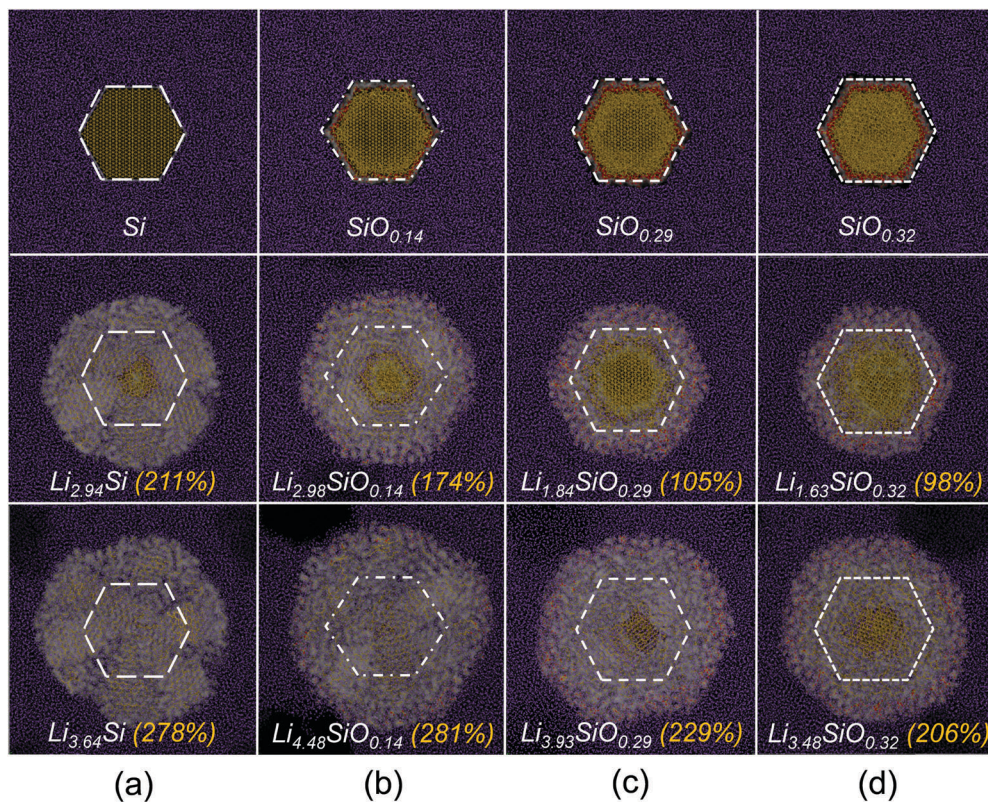 Si SiO0.14 SiO0.29 SiO0.32
Li2.94Si (211%) Li2.98SiO0.14 (174%) Li1.84SiO0.29 (105%) Li1.63SiO0.32 (98%)
Li3.64Si (278%) Li4.48SiO0.14 (281%) Li3.93SiO0.29 (229%) Li3.48SiO0.32 (206%)
(a) (b) (c) (d)